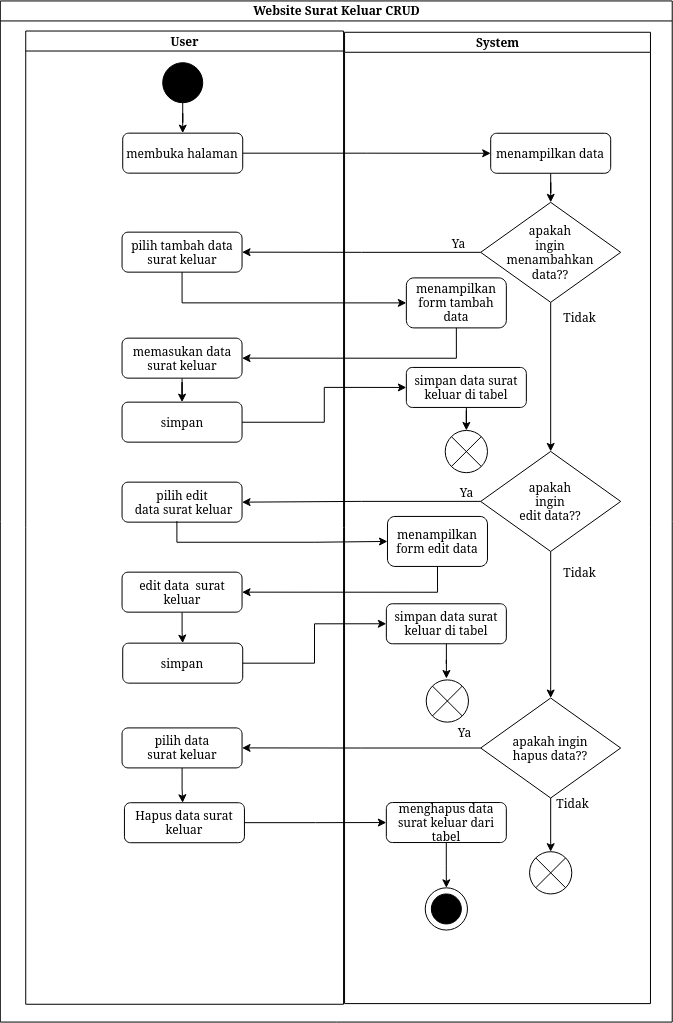 Website Surat Keluar CRUD
User
System
membuka halaman
menampilkan data
apakah
ingin
menambahkan
data??
Ya
Tidak
pilih tambah data
surat keluar
menampilkan
form tambah
data
memasukan data
surat keluar
simpan
simpan data surat
keluar di tabel
apakah
ingin
edit data??
Ya
Tidak
pilih edit
data surat keluar
menampilkan
form edit data
edit data surat
keluar
simpan
simpan data surat
keluar di tabel
apakah ingin
hapus data??
Ya
Tidak
pilih data
surat keluar
Hapus data surat
keluar
menghapus data
surat keluar dari
tabel